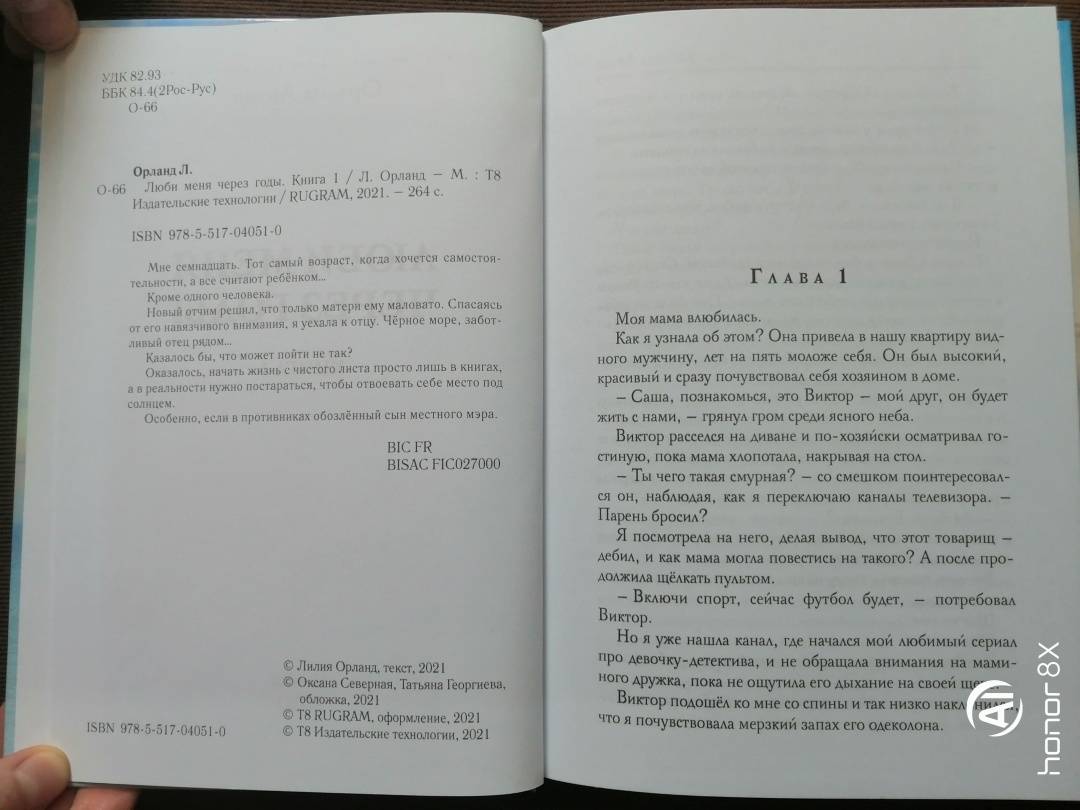 УДК 82.93
ББК 84.4(2Рос-Рус)
О-66
Орланд Л.
О-66 Люби меня через годы. Книга 1 / Л. Орланд – М. : Т8
Издательские технологии / RUGRAM, 2021. – 264 с.
ISBN 978-5-517-04051-0
Мне семнадцать. Тот самый возраст, когда хочется самостоя-
тельности, а все считают ребёнком...
Кроме одного человека.
Новый отчим решил, что только матери ему маловато. Спасаясь
от его навязчивого внимания, я уехала к отцу. Чёрное море, забот-
ливый отец рядом...
Казалось бы, что может пойти не так?
Оказалось, начать жизнь с чистого листа просто лишь в книгах,
а в реальности нужно постараться, чтобы отвоевать себе место под
солнцем.
Особенно, если в противниках обозлённый сын местного мэра.
BIC FR
BISAC FIC027000
© Лилия Орланд, текст, 2021
© Оксана Северная, Татьяна Георгиева,
обложка, 2021
© Т8 RUGRAM, оформление, 2021
© Т8 Издательские технологии, 2021
ISBN 978-5-517-04051-0
Глава 1
Моя мама влюбилась.
Как я узнала об этом? Она привела в нашу квартиру вид-
ного мужчину, лет на пять моложе себя. Он был высокий,
красивый и сразу почувствовал себя хозяином в доме.
– Саша, познакомься, это Виктор – мой друг, он будет
жить с нами, – грянул гром среди ясного неба.
Виктор расселся на диване и по-хозяйски осматривал го-
стиную, пока мама хлопотала, накрывая на стол.
– Ты чего такая смурная? – со смешком поинтересовал-
ся он, наблюдая, как я переключаю каналы телевизора. –
Парень бросил?
Я посмотрела на него, делая вывод, что этот товарищ –
дебил, и как мама могла повестись на такого? А после про-
должила щёлкать пультом.
– Включи спорт, сейчас футбол будет, – потребовал
Виктор.
Но я уже нашла канал, где начался мой любимый сериал
про девочку-детектива, и не обращала внимания на мами-
ного дружка, пока не ощутила его дыхание на своей щеке.
Виктор подошёл ко мне со спины и так низко наклонился,
что я почувствовала мерзкий запах его одеколона.
honor 8X